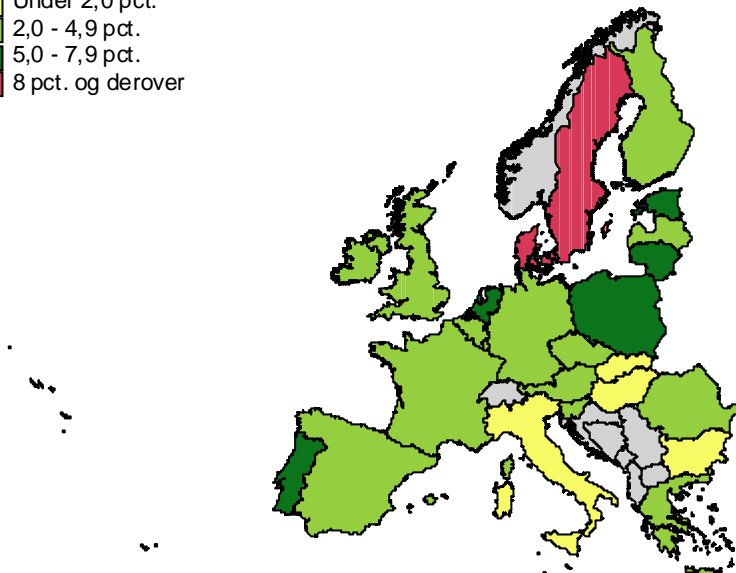 Under 2,0 pct.
2,0 - 4,9 pct.
5,0 - 7,9 pct.
8 pct. og derover